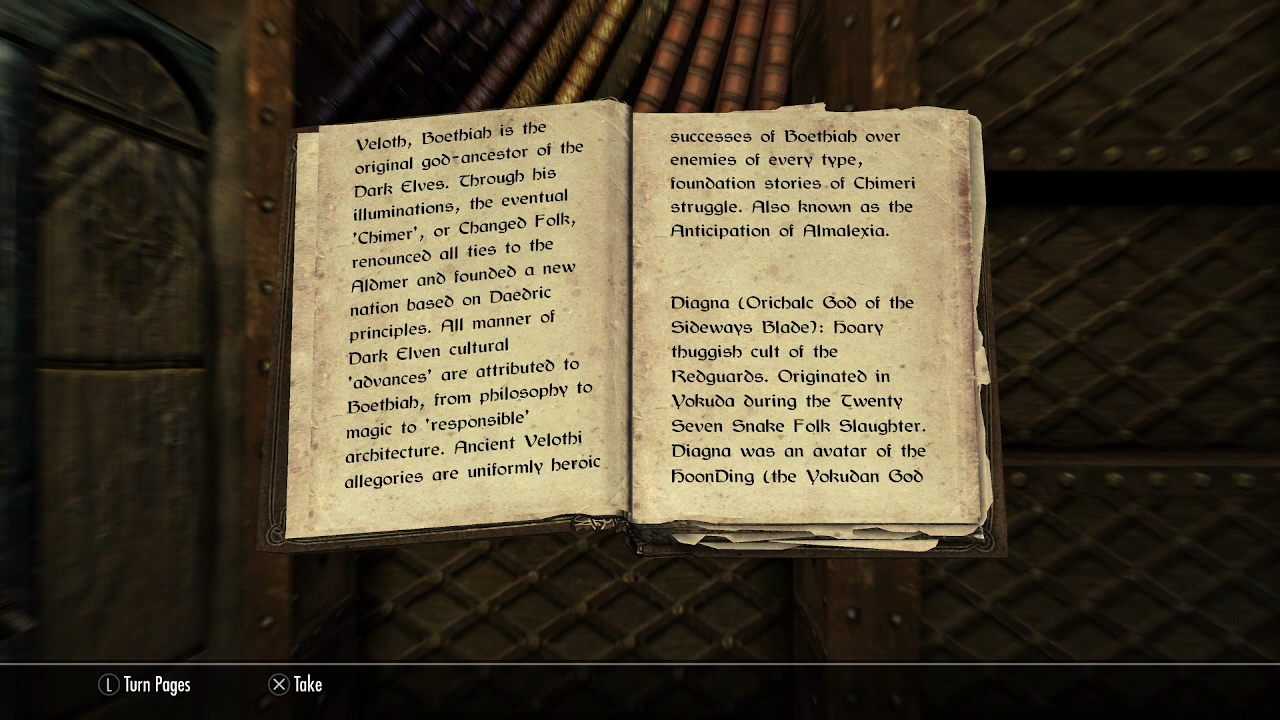 Veloth, Boethiah is the
original god-ancestor of the
Dark Elves. Through his
illuminations, the eventual
'Chimer', or Changed Folk,
renounced all ties to the
Aldmer and founded a new
nation based on Daedric
principles. All manner of
Dark Elven cultural
'advances' are attributed to
Boethiah, from philosophy to
magic to 'responsible'
architecture. Ancient Velothi
allegories are uniformly heroic
successes of Boethiah over
enemies of every type,
foundation stories of Chimeri
struggle. Also known as the
Anticipation of Almalexia.
Diagna (Orichalc God of the
Sideways Blade): Hoary
thuggish cult of the
Redguards. Originated in
Yokuda during the Twenty
Seven Snake Folk Slaughter.
Diagna was an avatar of the
HoonDing (the Yokudan God
L Turn Pages
X Take